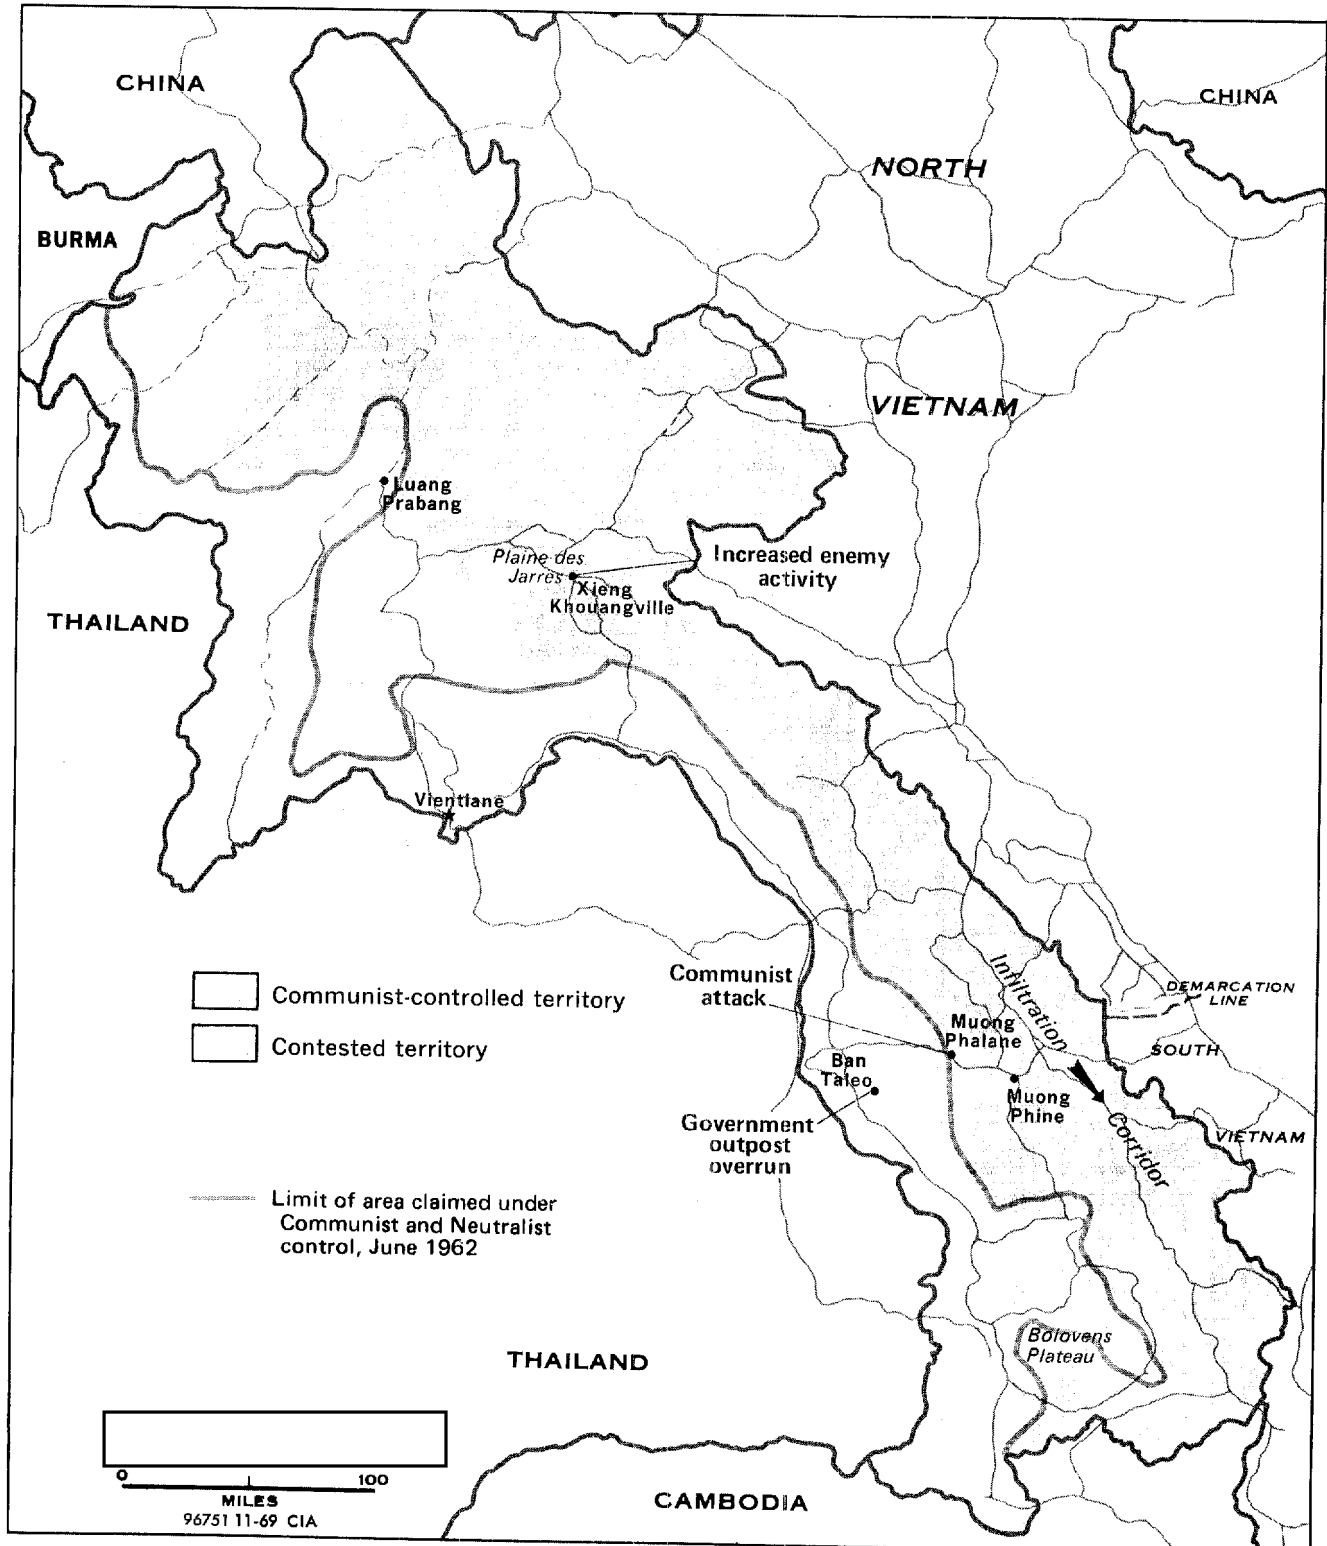 CHINA
CHINA
NORTH
BURMA
VIETNAM
Luang
Prabang
Plaine des
Jarres
Xieng
Khouangville
Increased enemy
activity
THAILAND
Vientiane
Communist-controlled territory
Contested territory
Communist
attack
Infiltration
Corridor
DEMARCATION
LINE
Muong
Phalane
SOUTH
VIETNAM
Ban
Taleo
Muong
Phine
Government
outpost
overrun
Limit of area claimed under
Communist and Neutralist
control, June 1962
Bolovens
Plateau
THAILAND
0 100
MILES
96751 11-69 CIA
CAMBODIA